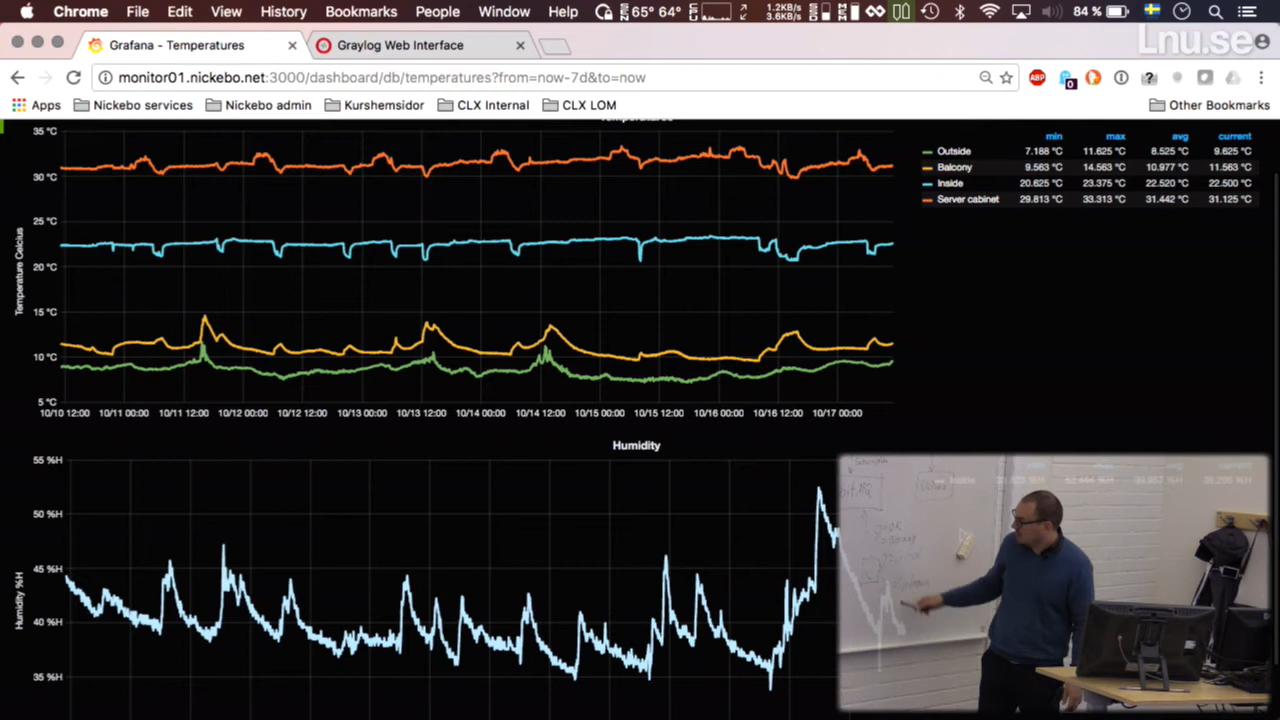 Chrome File Edit View History Bookmarks People Window Help 65° 64° 1.2KB/s 3.6KB/s 84 %
Lnu.se
Grafana - Temperatures Graylog Web Interface
monitor01.nickebo.net:3000/dashboard/db/temperatures?from=now-7d&to=now ABP 0
Apps Nickebo services Nickebo admin Kurshemsidor CLX Internal CLX LOM Other Bookmarks
Temperatures
min max avg current
Outside 7.188 °C 11.625 °C 8.525 °C 9.625 °C
Balcony 9.563 °C 14.563 °C 10.977 °C 11.563 °C
Inside 20.625 °C 23.375 °C 22.520 °C 22.500 °C
Server cabinet 29.813 °C 33.313 °C 31.442 °C 31.125 °C
Temperature Celcius
35 °C
30 °C
25 °C
20 °C
15 °C
10 °C
5 °C
10/10 12:00 10/11 00:00 10/11 12:00 10/12 00:00 10/12 12:00 10/13 00:00 10/13 12:00 10/14 00:00 10/14 12:00 10/15 00:00 10/15 12:00 10/16 00:00 10/16 12:00 10/17 00:00
Humidity
Humidity %H
55 %H
50 %H
45 %H
40 %H
35 %H
min max avg current
Inside